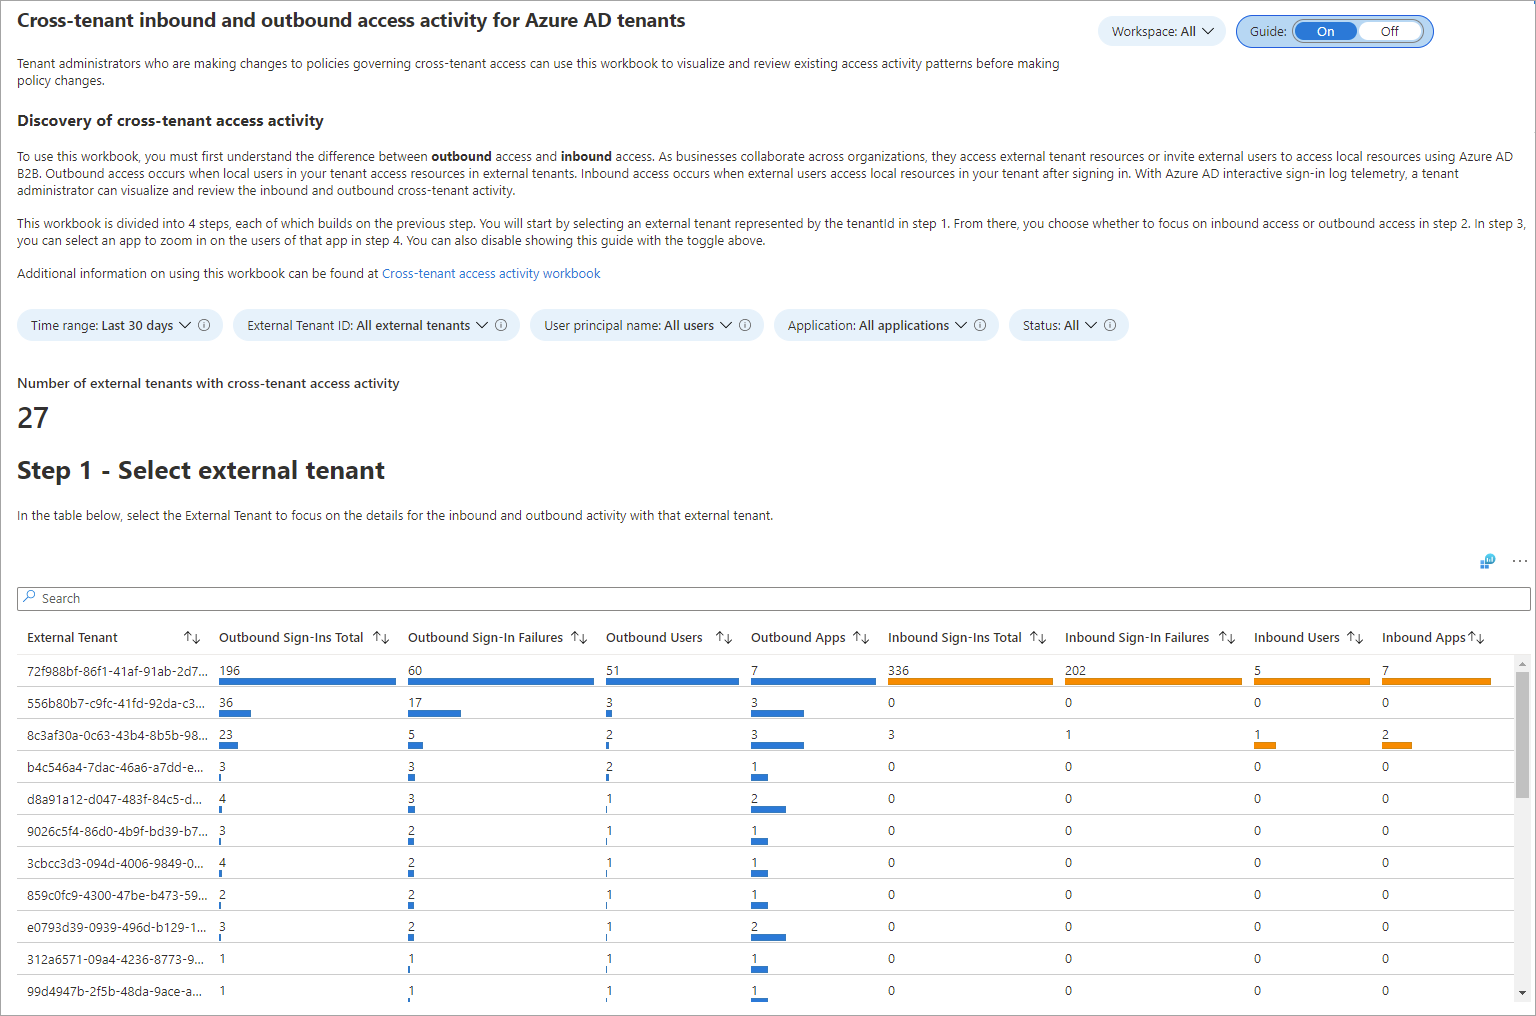 Cross-tenant inbound and outbound access activity for Azure AD tenants
Workspace: All
Guide: On Off
Tenant administrators who are making changes to policies governing cross-tenant access can use this workbook to visualize and review existing access activity patterns before making
policy changes.
Discovery of cross-tenant access activity
To use this workbook, you must first understand the difference between outbound access and inbound access. As businesses collaborate across organizations, they access external tenant resources or invite external users to access local resources using Azure AD
B2B. Outbound access occurs when local users in your tenant access resources in external tenants. Inbound access occurs when external users access local resources in your tenant after signing in. With Azure AD interactive sign-in log telemetry, a tenant
administrator can visualize and review the inbound and outbound cross-tenant activity.
This workbook is divided into 4 steps, each of which builds on the previous step. You will start by selecting an external tenant represented by the tenantId in step 1. From there, you choose whether to focus on inbound access or outbound access in step 2. In step 3,
you can select an app to zoom in on the users of that app in step 4. You can also disable showing this guide with the toggle above.
Additional information on using this workbook can be found at Cross-tenant access activity workbook
Time range: Last 30 days External Tenant ID: All external tenants User principal name: All users Application: All applications Status: All
Number of external tenants with cross-tenant access activity
27
Step 1 - Select external tenant
In the table below, select the External Tenant to focus on the details for the inbound and outbound activity with that external tenant.
Search
External Tenant Outbound Sign-Ins Total Outbound Sign-In Failures Outbound Users Outbound Apps Inbound Sign-Ins Total Inbound Sign-In Failures Inbound Users Inbound Apps
72f988bf-86f1-41af-91ab-2d7... 196 60 51 7 336 202 5 7
556b80b7-c9fc-41fd-92da-c3... 36 17 3 3 0 0 0 0
8c3af30a-0c63-43b4-8b5b-98... 23 5 2 3 3 1 1 2
b4c546a4-7dac-46a6-a7dd-e... 3 3 2 1 0 0 0 0
d8a91a12-d047-483f-84c5-d... 4 3 1 2 0 0 0 0
9026c5f4-86d0-4b9f-bd39-b7... 3 2 1 1 0 0 0 0
3cbcc3d3-094d-4006-9849-0... 4 2 1 1 0 0 0 0
859c0fc9-4300-47be-b473-59... 2 2 1 1 0 0 0 0
e0793d39-0939-496d-b129-1... 3 2 1 2 0 0 0 0
312a6571-09a4-4236-8773-9... 1 1 1 1 0 0 0 0
99d4947b-2f5b-48da-9ace-a... 1 1 1 1 0 0 0 0